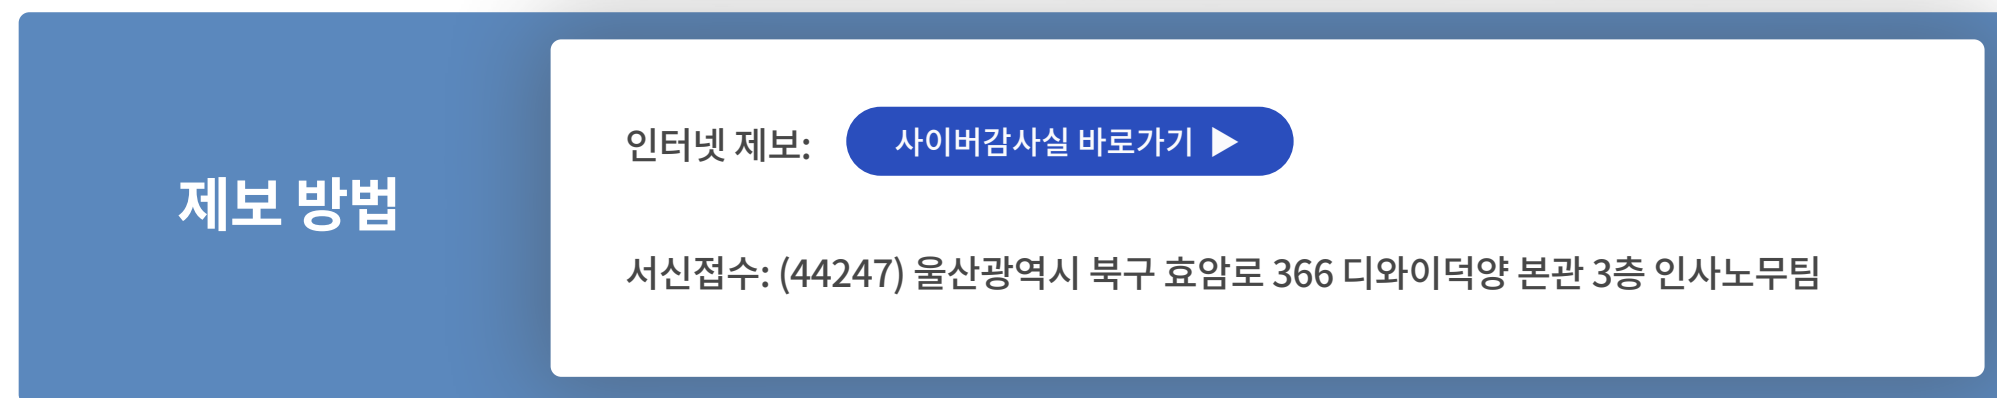 제보 방법
인터넷 제보: 사이버감사실 바로가기 ▶
서신접수: (44247) 울산광역시 북구 효암로 366 디와이덕양 본관 3층 인사노무팀